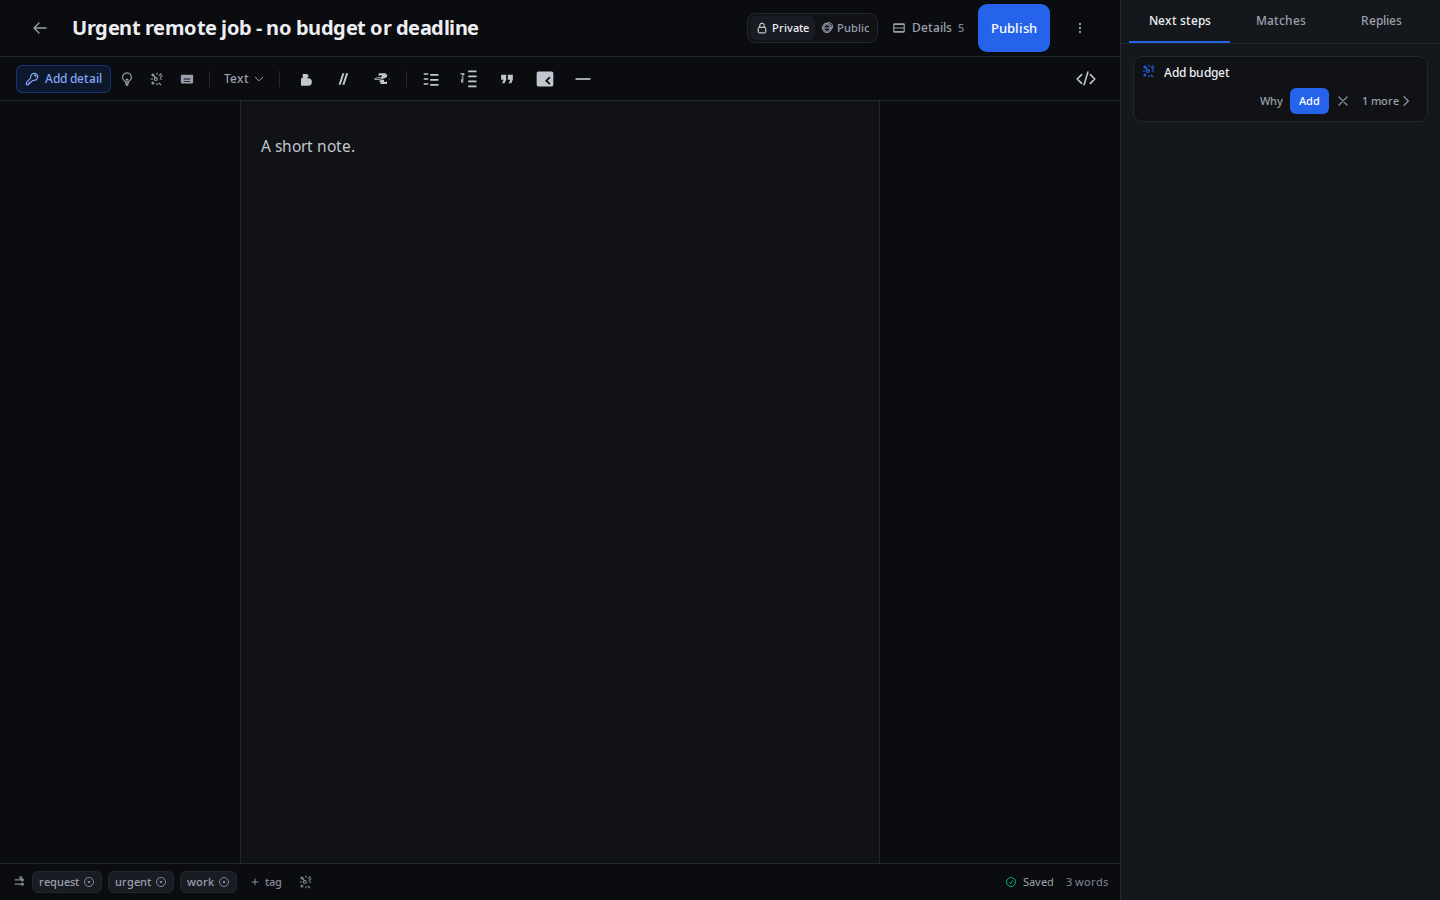 Urgent remote job - no budget or deadline
Private
Public
Details 5
Publish
Next steps
Matches
Replies
Add detail
Text
Add budget
Why
Add
1 more
A short note.
request
urgent
work
+ tag
Saved
3 words